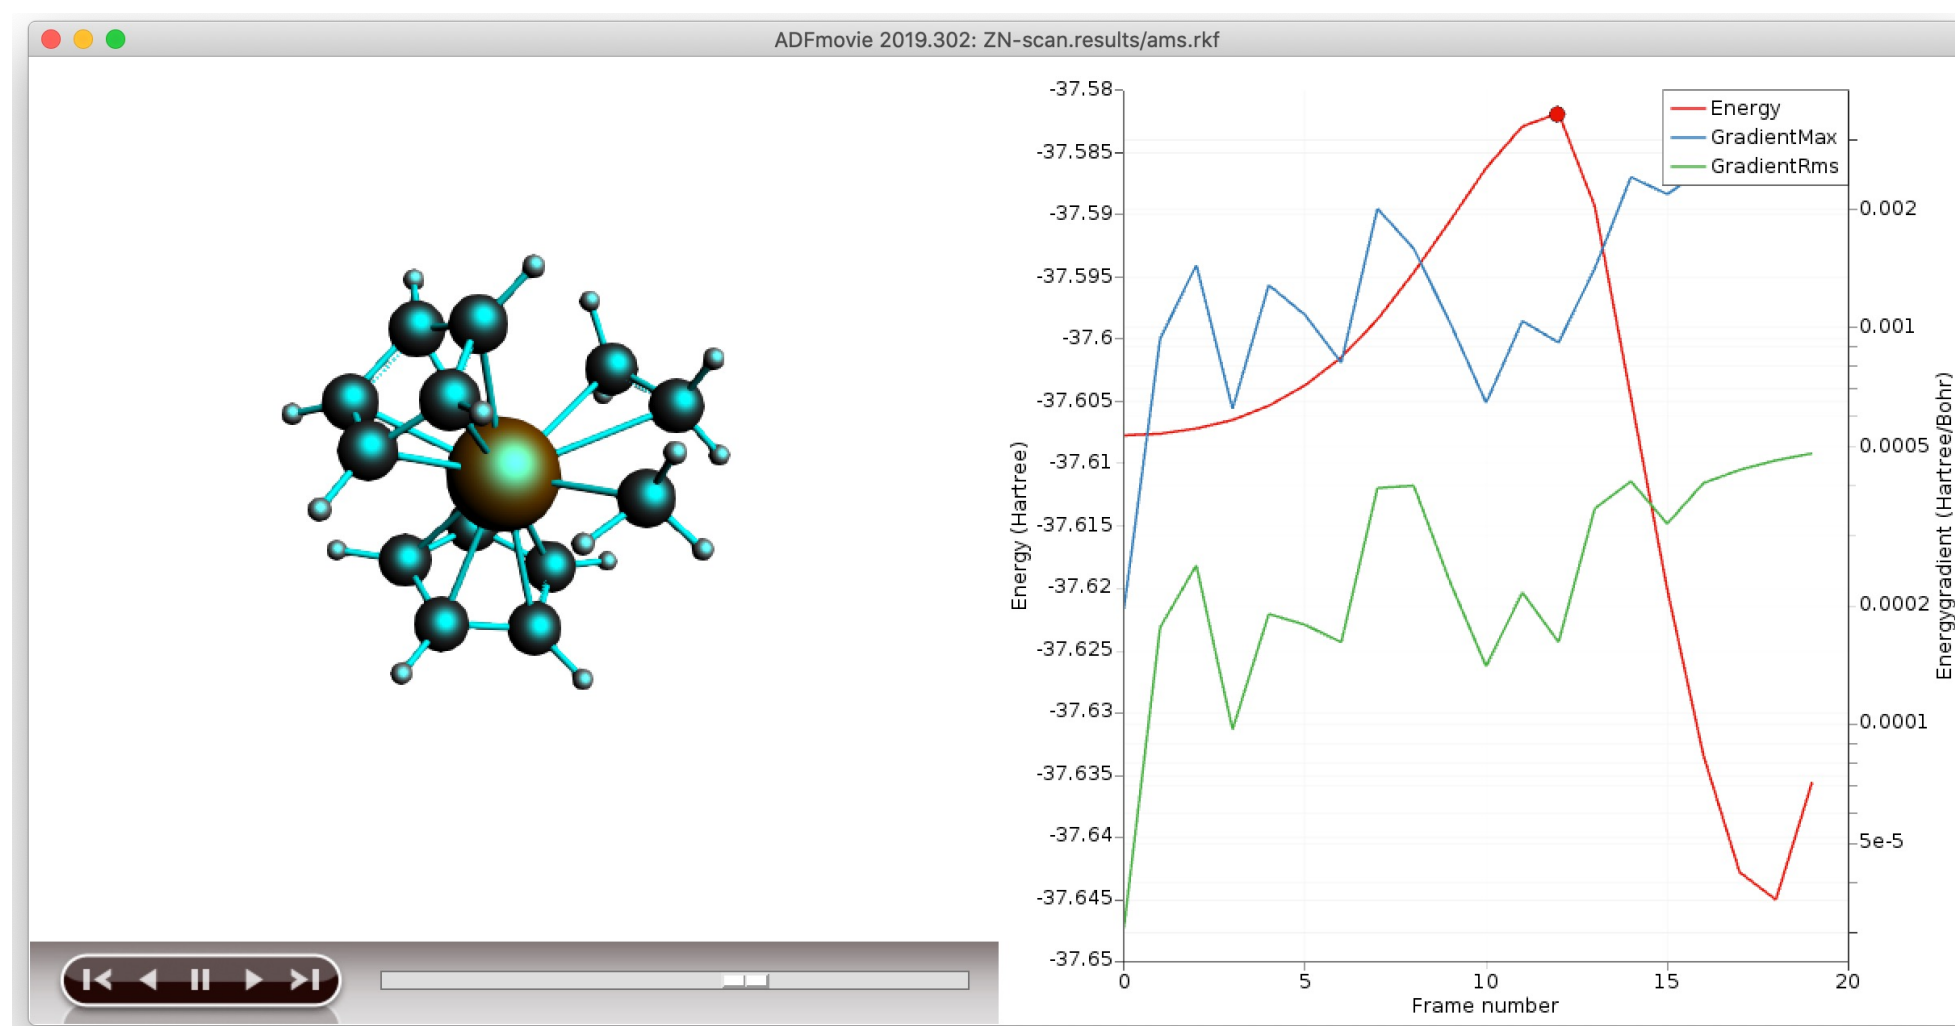 ADFmovie 2019.302: ZN-scan.results/ams.rkf
Energy
GradientMax
GradientRms
-37.58
-37.585
-37.59
-37.595
-37.6
-37.605
-37.61
-37.615
-37.62
-37.625
-37.63
-37.635
-37.64
-37.645
-37.65
Energy (Hartree)
0.002
0.001
0.0005
0.0002
0.0001
5e-5
Energygradient (Hartree/Bohr)
0 5 10 15 20
Frame number